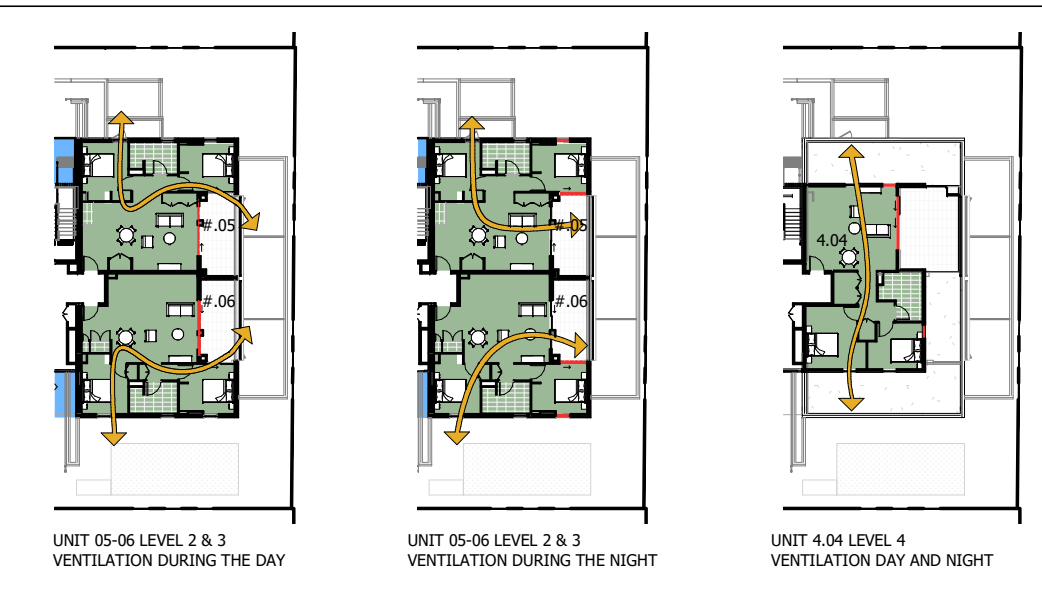 #.05
#.06
UNIT 05-06 LEVEL 2 & 3
VENTILATION DURING THE DAY
#.05
#.06
UNIT 05-06 LEVEL 2 & 3
VENTILATION DURING THE NIGHT
4.04
UNIT 4.04 LEVEL 4
VENTILATION DAY AND NIGHT